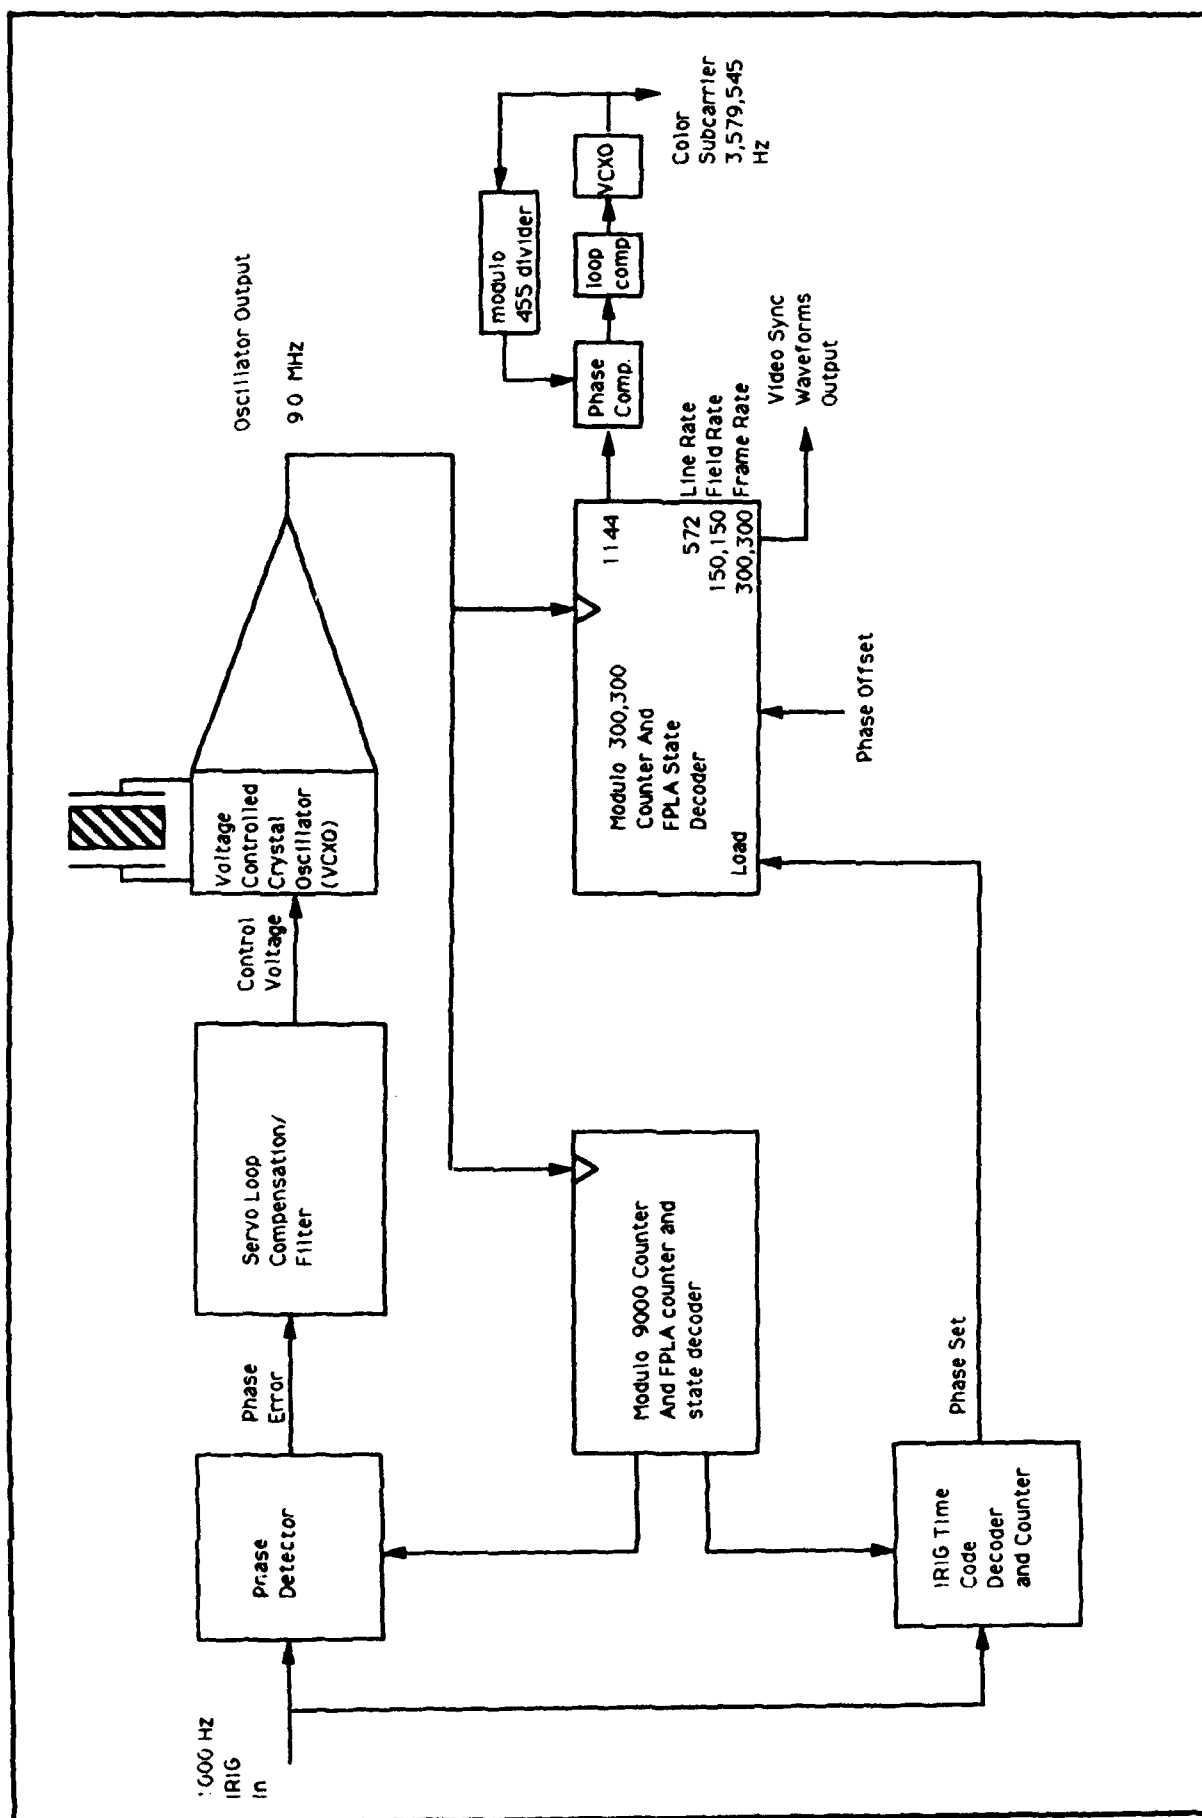 1000 Hz
IRIG
In
Phase
Detector
Phase
Error
Servo Loop
Compensation/
Filter
Control
Voltage
Voltage
Controlled
Crystal
Oscillator
(VCXO)
Oscillator Output
9 0 MHz
Modulo 9000 Counter
And FPLA counter and
state decoder
Modulo 300,300
Counter And
FPLA State
Decoder
Load
1144
572
150,150
300,300
Line Rate
Field Rate
Frame Rate
modulo
455 divider
Phase
Comp.
loop
comp
VCXO
Color
Subcarrier
3,579,545
Hz
Video Sync
Waveforms
Output
Phase Offset
IRIG Time
Code
Decoder
and Counter
Phase Set